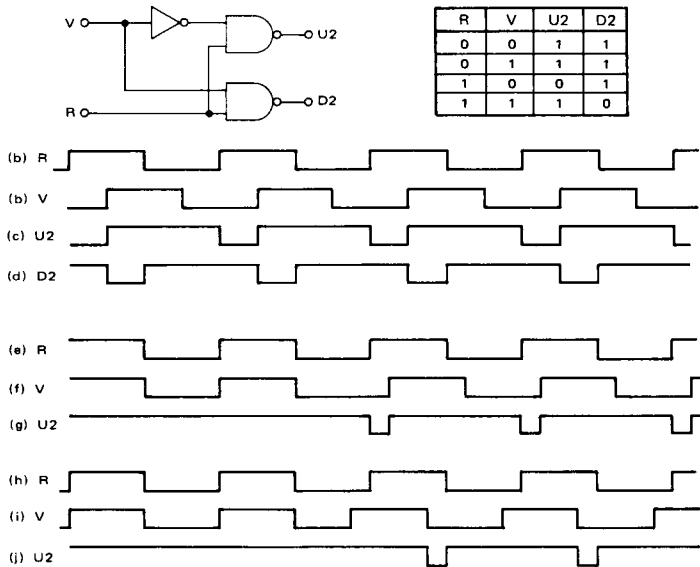 V
U2
D2
R
R V U2 D2
0 0 1 1
0 1 1 1
1 0 0 1
1 1 1 0
(b) R
(b) V
(c) U2
(d) D2
(e) R
(f) V
(g) U2
(h) R
(i) V
(j) U2